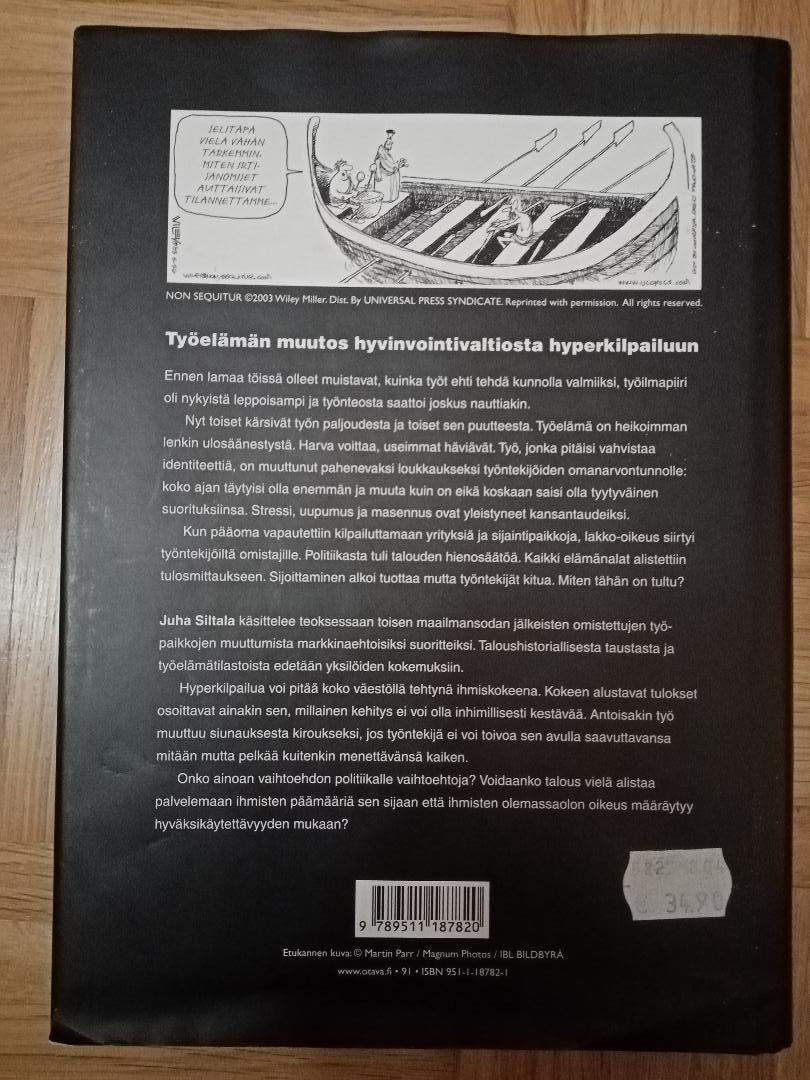 SELITÄPÄ
VIELÄ VÄHÄN
TARKEMMIN,
MITEN IRTI-
SANOMISET
AUTTAISIVAT
TILANNETTAMME...
WILEY
www.ucomics.com
NON SEQUITUR ©2003 Wiley Miller. Dist. By UNIVERSAL PRESS SYNDICATE. Reprinted with permission. All rights reserved.
Työelämän muutos hyvinvointivaltiosta hyperkilpailuun
Ennen lamaa töissä olleet muistavat, kuinka työt ehti tehdä kunnolla valmiiksi, työilmapiiri
oli nykyistä leppoisampi ja työnteosta saattoi joskus nauttiakin.
Nyt toiset kärsivät työn paljoudesta ja toiset sen puutteesta. Työelämä on heikoimman
lenkin ulosäänestystä. Harva voittaa, useimmat häviävät. Työ, jonka pitäisi vahvistaa
identiteettiä, on muuttunut pahenevaksi loukkaukseksi työntekijöiden omanarvontunnolle:
koko ajan täytyisi olla enemmän ja muuta kuin on eikä koskaan saisi olla tyytyväinen
suorituksiinsa. Stressi, uupumus ja masennus ovat yleistyneet kansantaudeiksi.
Kun pääoma vapautettiin kilpailuttamaan yrityksiä ja sijaintipaikkoja, lakko-oikeus siirtyi
työntekijöiltä omistajille. Politiikasta tuli talouden hienosäätöä. Kaikki elämänalat alistettiin
tulosmittaukseen. Sijoittaminen alkoi tuottaa mutta työntekijät kitua. Miten tähän on tultu?
Juha Siltala käsittelee teoksessaan toisen maailmansodan jälkeisten omistettujen työ-
paikkojen muuttumista markkinaehtoisiksi suoritteiksi. Taloushistoriallisesta taustasta ja
työelämätilastoista edetään yksilöiden kokemuksiin.
Hyperkilpailua voi pitää koko väestöllä tehtynä ihmiskokeena. Kokeen alustavat tulokset
osoittavat ainakin sen, millainen kehitys ei voi olla inhimillisesti kestävää. Antoisakin työ
muuttuu siunauksesta kiroukseksi, jos työntekijä ei voi toivoa sen avulla saavuttavansa
mitään mutta pelkää kuitenkin menettävänsä kaiken.
Onko ainoan vaihtoehdon politiikalle vaihtoehtoja? Voidaanko talous vielä alistaa
palvelemaan ihmisten päämääriä sen sijaan että ihmisten olemassaolon oikeus määräytyy
hyväksikäytettävyyden mukaan?
34.90
9 789511 187820
Etukannen kuva: © Martin Parr / Magnum Photos / IBL BILDBYRÅ
www.otava.fi • 91 • ISBN 951-1-18782-1